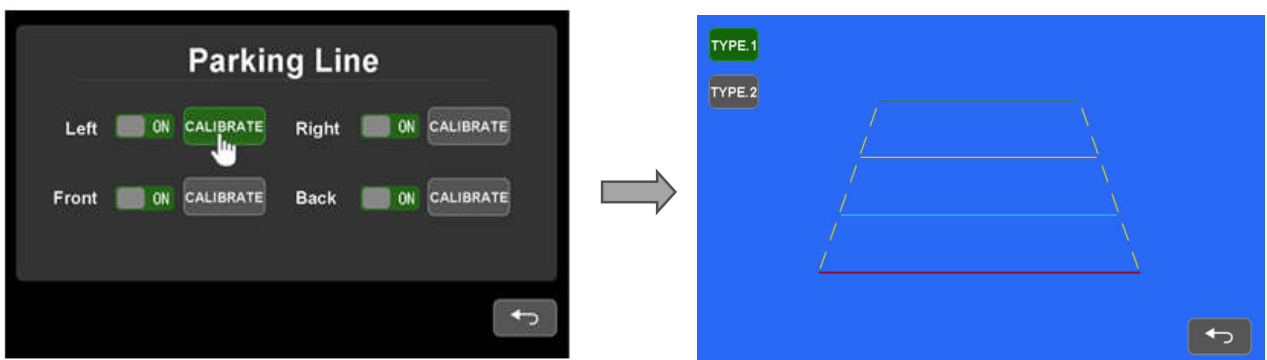 Parking Line
Left ON CALIBRATE Right ON CALIBRATE
Front ON CALIBRATE Back ON CALIBRATE
TYPE.1
TYPE.2